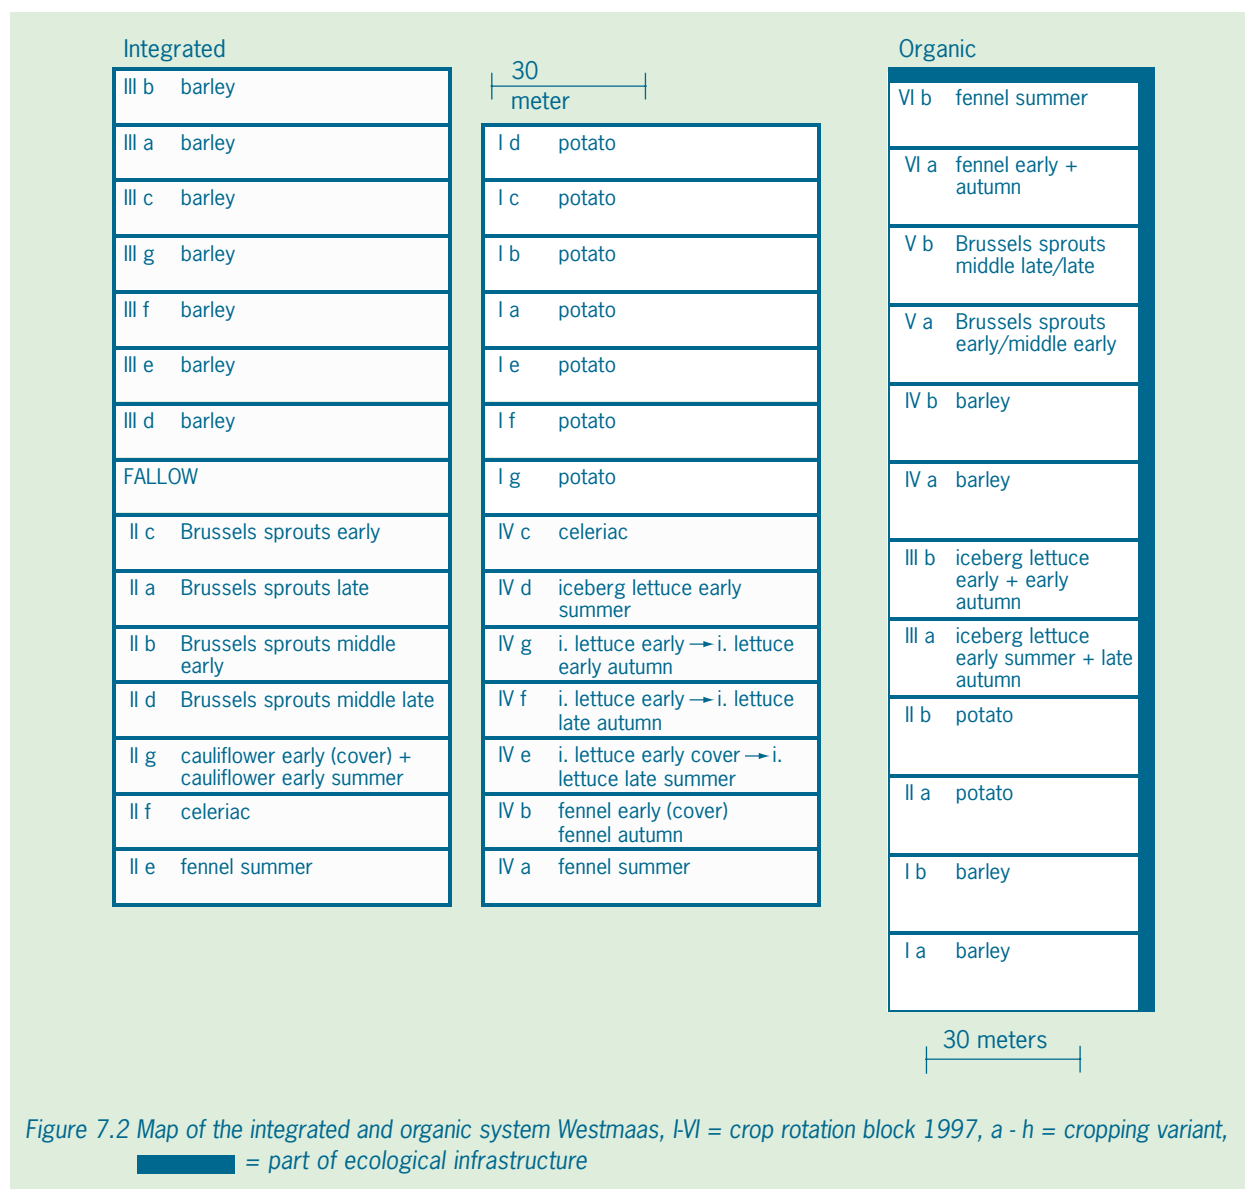 Integrated
III b barley
III a barley
III c barley
III g barley
III f barley
III e barley
III d barley
FALLOW
II c Brussels sprouts early
II a Brussels sprouts late
II b Brussels sprouts middle
early
II d Brussels sprouts middle late
II g cauliflower early (cover) +
cauliflower early summer
II f celeriac
II e fennel summer
30
meter
I d potato
I c potato
I b potato
I a potato
I e potato
I f potato
I g potato
IV c celeriac
IV d iceberg lettuce early
summer
IV g i. lettuce early → i. lettuce
early autumn
IV f i. lettuce early → i. lettuce
late autumn
IV e i. lettuce early cover → i.
lettuce late summer
IV b fennel early (cover)
fennel autumn
IV a fennel summer
Organic
VI b fennel summer
VI a fennel early +
autumn
V b Brussels sprouts
middle late/late
V a Brussels sprouts
early/middle early
IV b barley
IV a barley
III b iceberg lettuce
early + early
autumn
III a iceberg lettuce
early summer + late
autumn
II b potato
II a potato
I b barley
I a barley
30 meters
Figure 7.2 Map of the integrated and organic system Westmaas, I-VI = crop rotation block 1997, a - h = cropping variant,
= part of ecological infrastructure